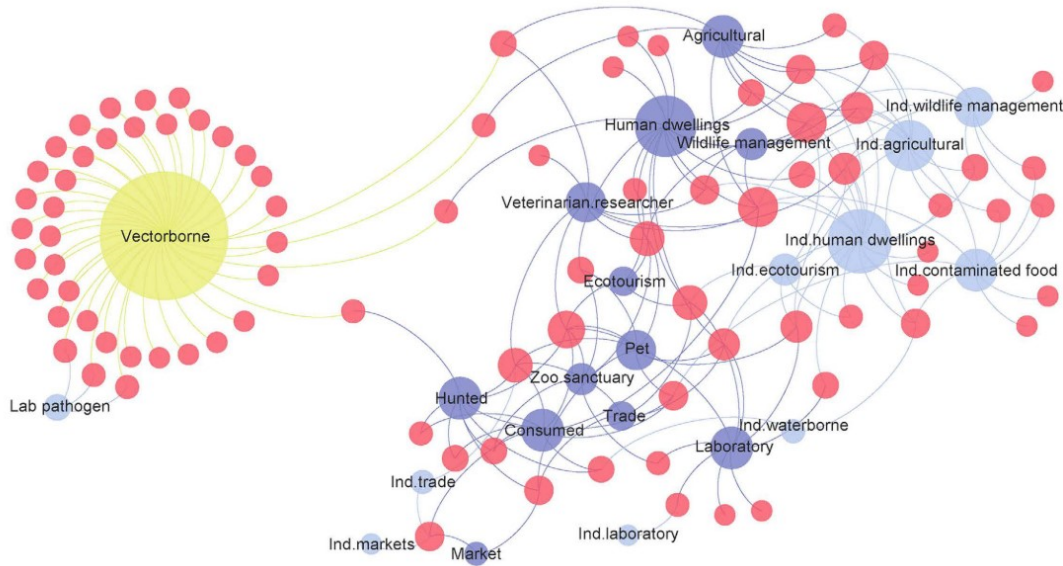 Agricultural
Ind.wildlife management
Human dwellings
Wildlife management
Ind.agricultural
Veterinarian.researcher
Vectorborne
Ind.human dwellings
Ind.ecotourism
Ind.contaminated food
Ecotourism
Pet
Zoo.sanctuary
Hunted
Lab pathogen
Trade
Consumed
Ind.waterborne
Laboratory
Ind.trade
Ind.laboratory
Ind.markets
Market